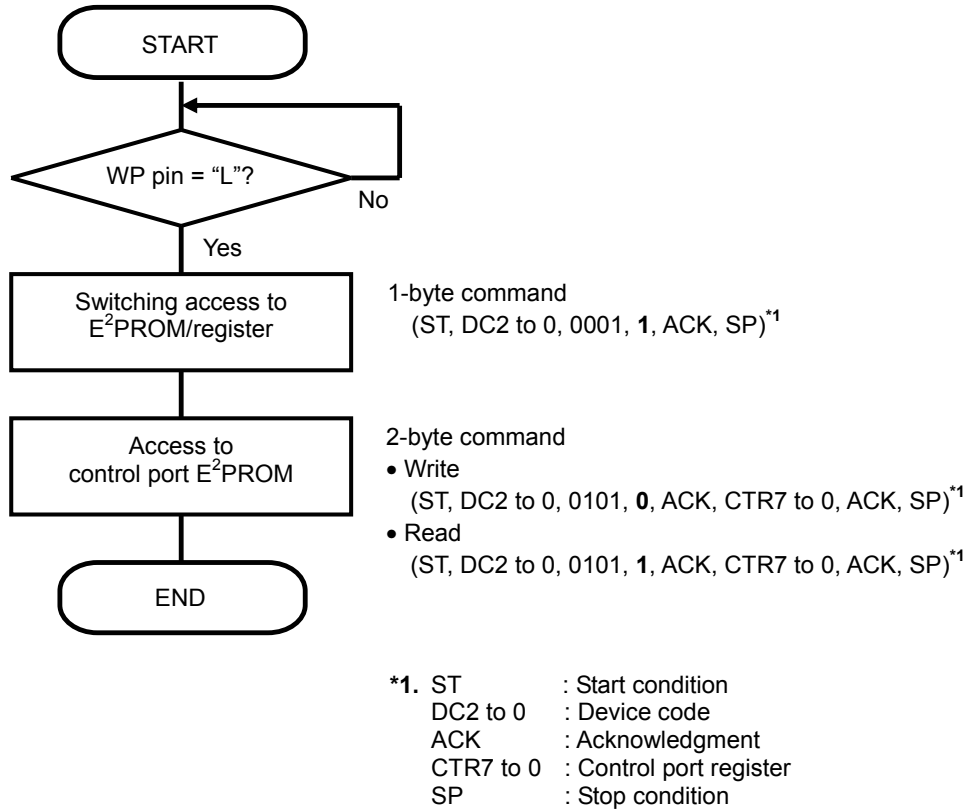 START
WP pin = “L”?
No
Yes
Switching access to
E²PROM/register
1-byte command
(ST, DC2 to 0, 0001, 1, ACK, SP)*1
Access to
control port E²PROM
2-byte command
• Write
(ST, DC2 to 0, 0101, 0, ACK, CTR7 to 0, ACK, SP)*1
• Read
(ST, DC2 to 0, 0101, 1, ACK, CTR7 to 0, ACK, SP)*1
END
*1. ST : Start condition
DC2 to 0 : Device code
ACK : Acknowledgment
CTR7 to 0 : Control port register
SP : Stop condition